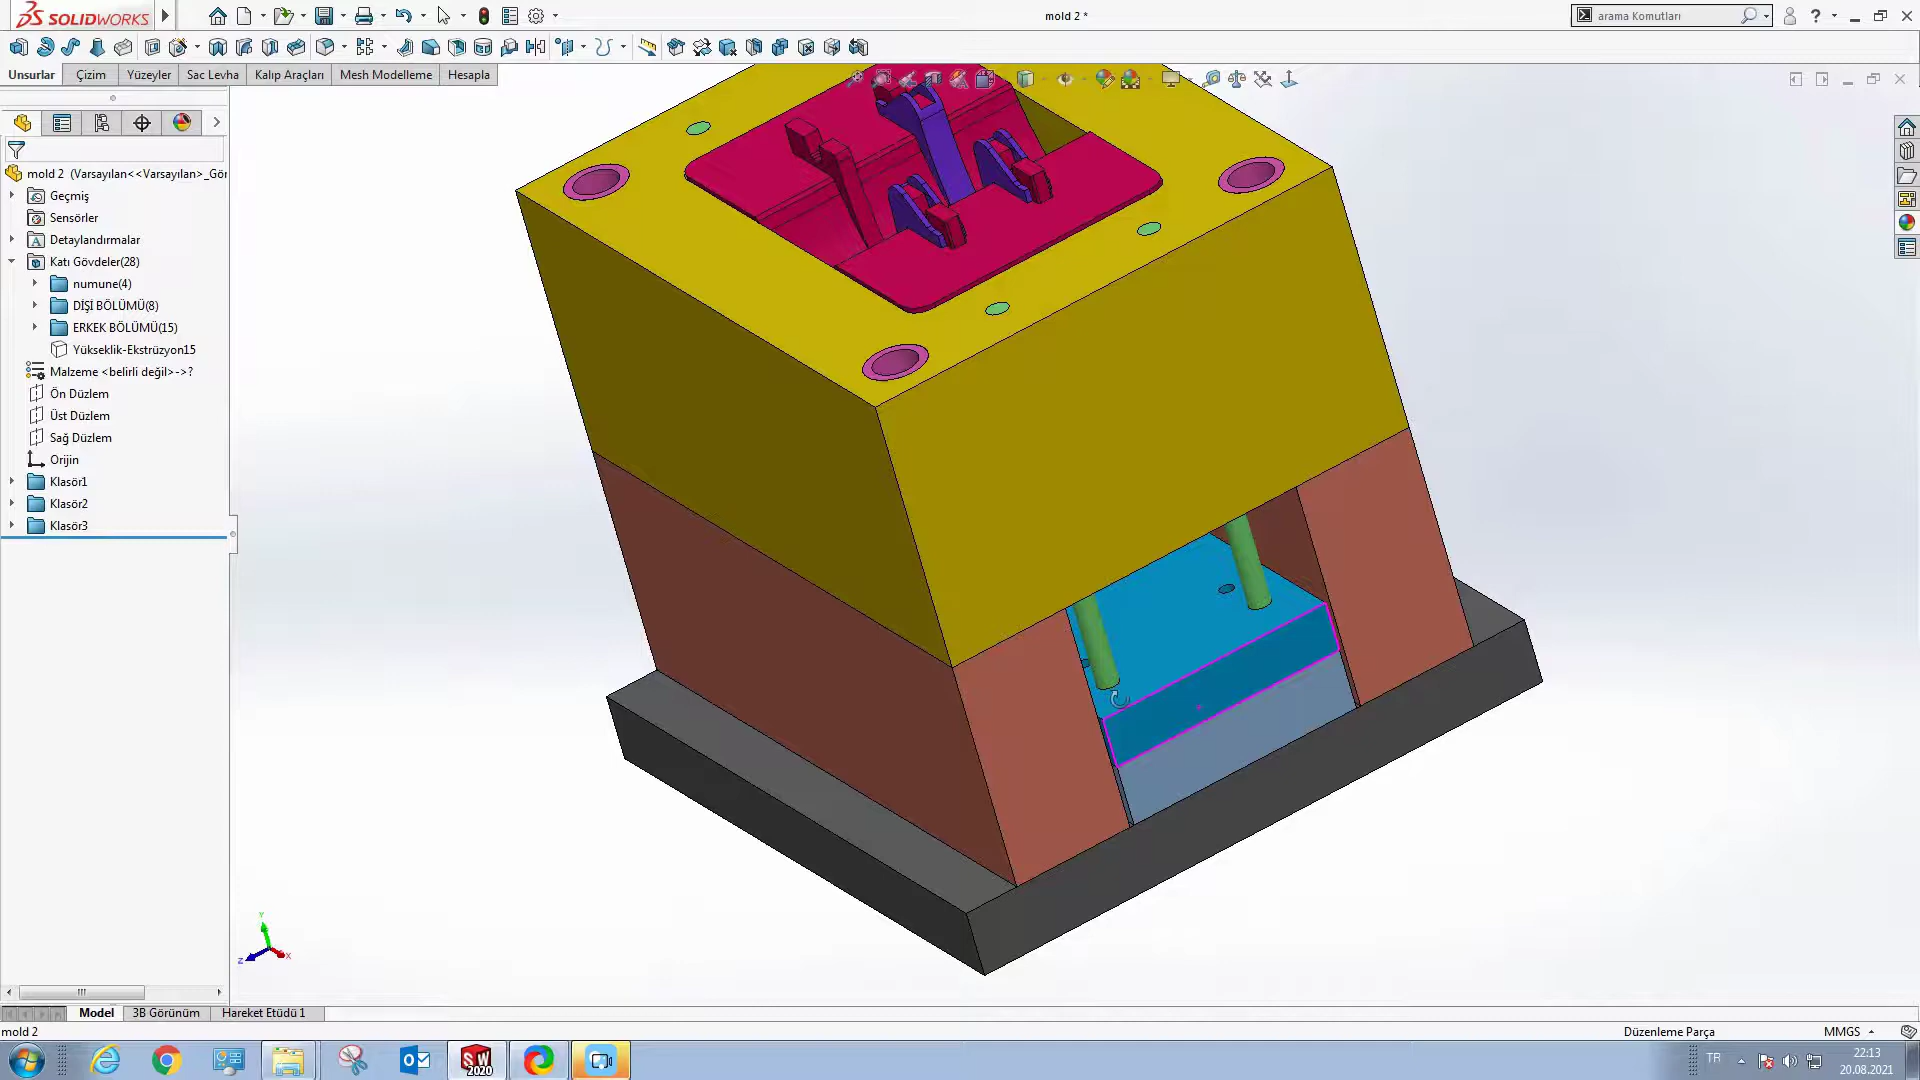 SOLIDWORKS
mold 2 *
arama Komutları
Unsurlar
Çizim
Yüzeyler
Sac Levha
Kalıp Araçları
Mesh Modelleme
Hesapla
mold 2 (Varsayılan<<Varsayılan>_Gör
Geçmiş
Sensörler
Detaylandırmalar
Katı Gövdeler(28)
numune(4)
DİŞİ BÖLÜMÜ(8)
ERKEK BÖLÜMÜ(15)
Yükseklik-Ekstrüzyon15
Malzeme <belirli değil>->?
Ön Düzlem
Üst Düzlem
Sağ Düzlem
Orijin
Klasör1
Klasör2
Klasör3
Y
Z
X
Model
3B Görünüm
Hareket Etüdü 1
mold 2
Düzenleme Parça
MMGS
SW
2020
TR
22:13
20.08.2021